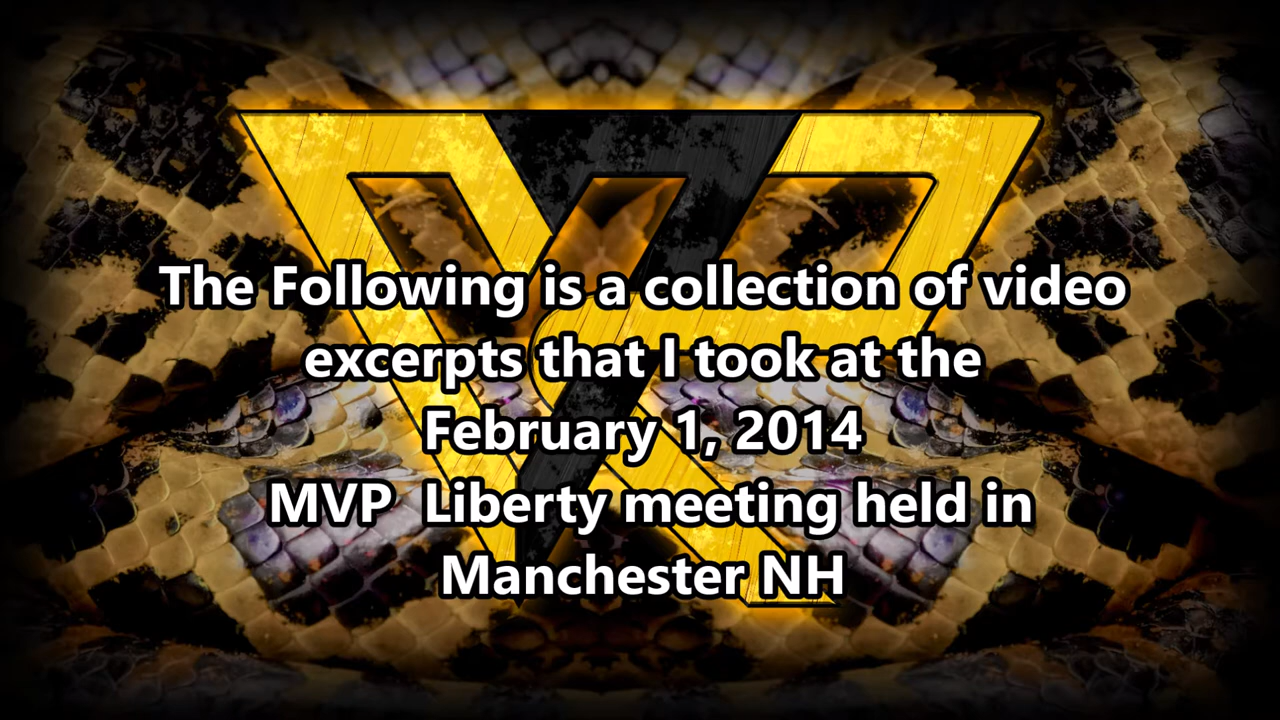 The Following is a collection of video
excerpts that I took at the
February 1, 2014
MVP  Liberty meeting held in
Manchester NH